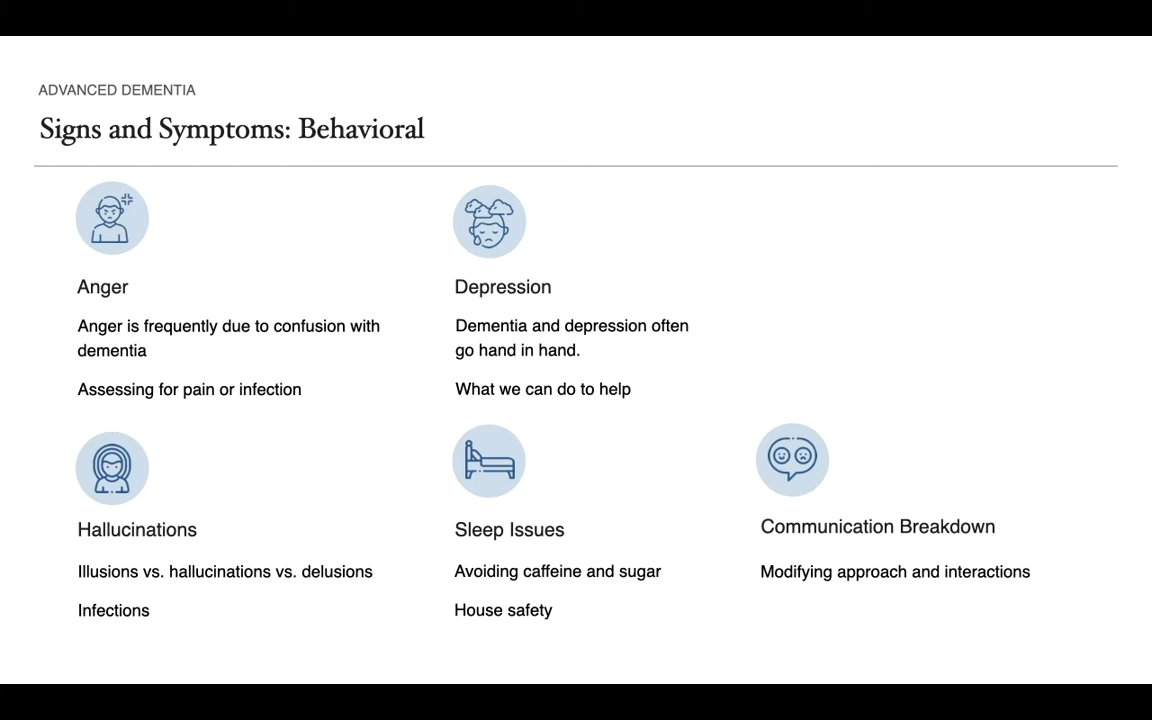 ADVANCED DEMENTIA
Signs and Symptoms: Behavioral
Anger
Anger is frequently due to confusion with
dementia
Assessing for pain or infection
Depression
Dementia and depression often
go hand in hand.
What we can do to help
Hallucinations
Illusions vs. hallucinations vs. delusions
Infections
Sleep Issues
Avoiding caffeine and sugar
House safety
Communication Breakdown
Modifying approach and interactions